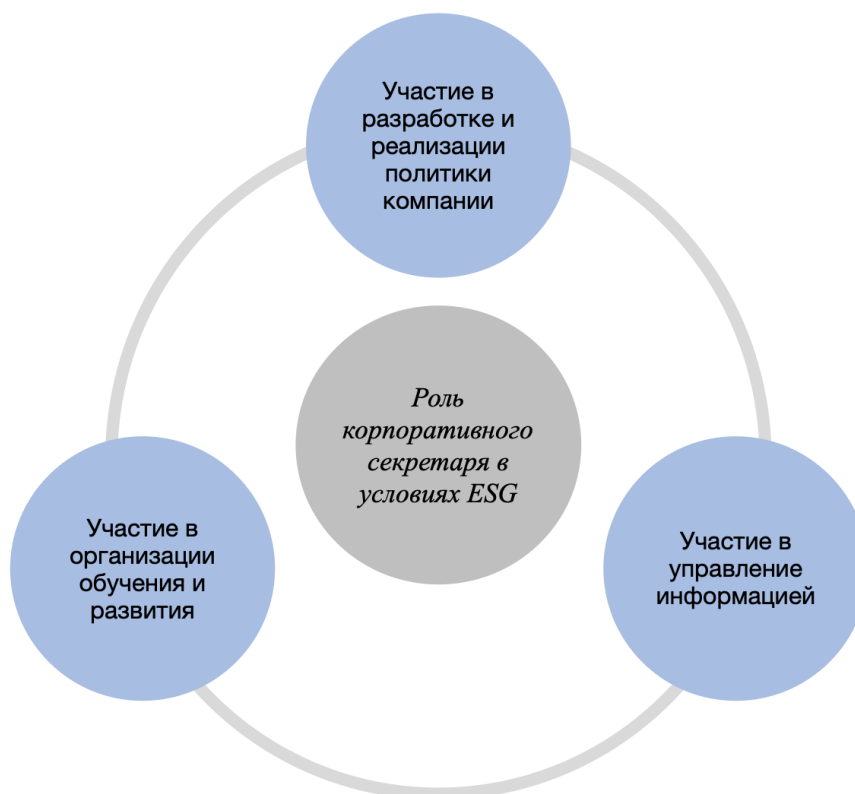 Участие в
разработке и
реализации
политики
компании
Роль
корпоративного
секретаря в
условиях ESG
Участие в
организации
обучения и
развития
Участие в
управление
информацией